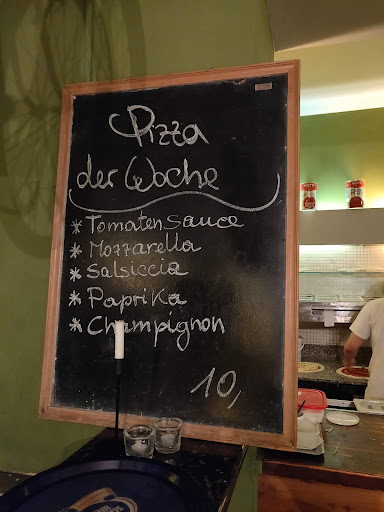 Pizza
der Woche
* Tomatensauce
* Mozzarella
* Salsiccia
* Paprika
* Champignon
10,